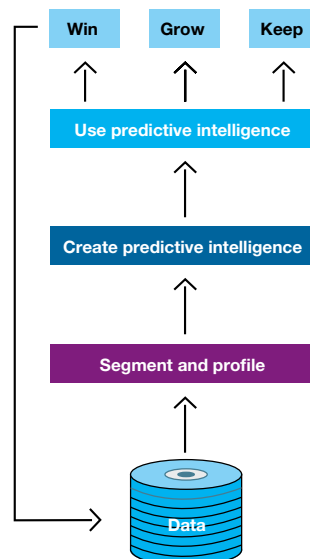 Win
Grow
Keep
Use predictive intelligence
Create predictive intelligence
Segment and profile
Data